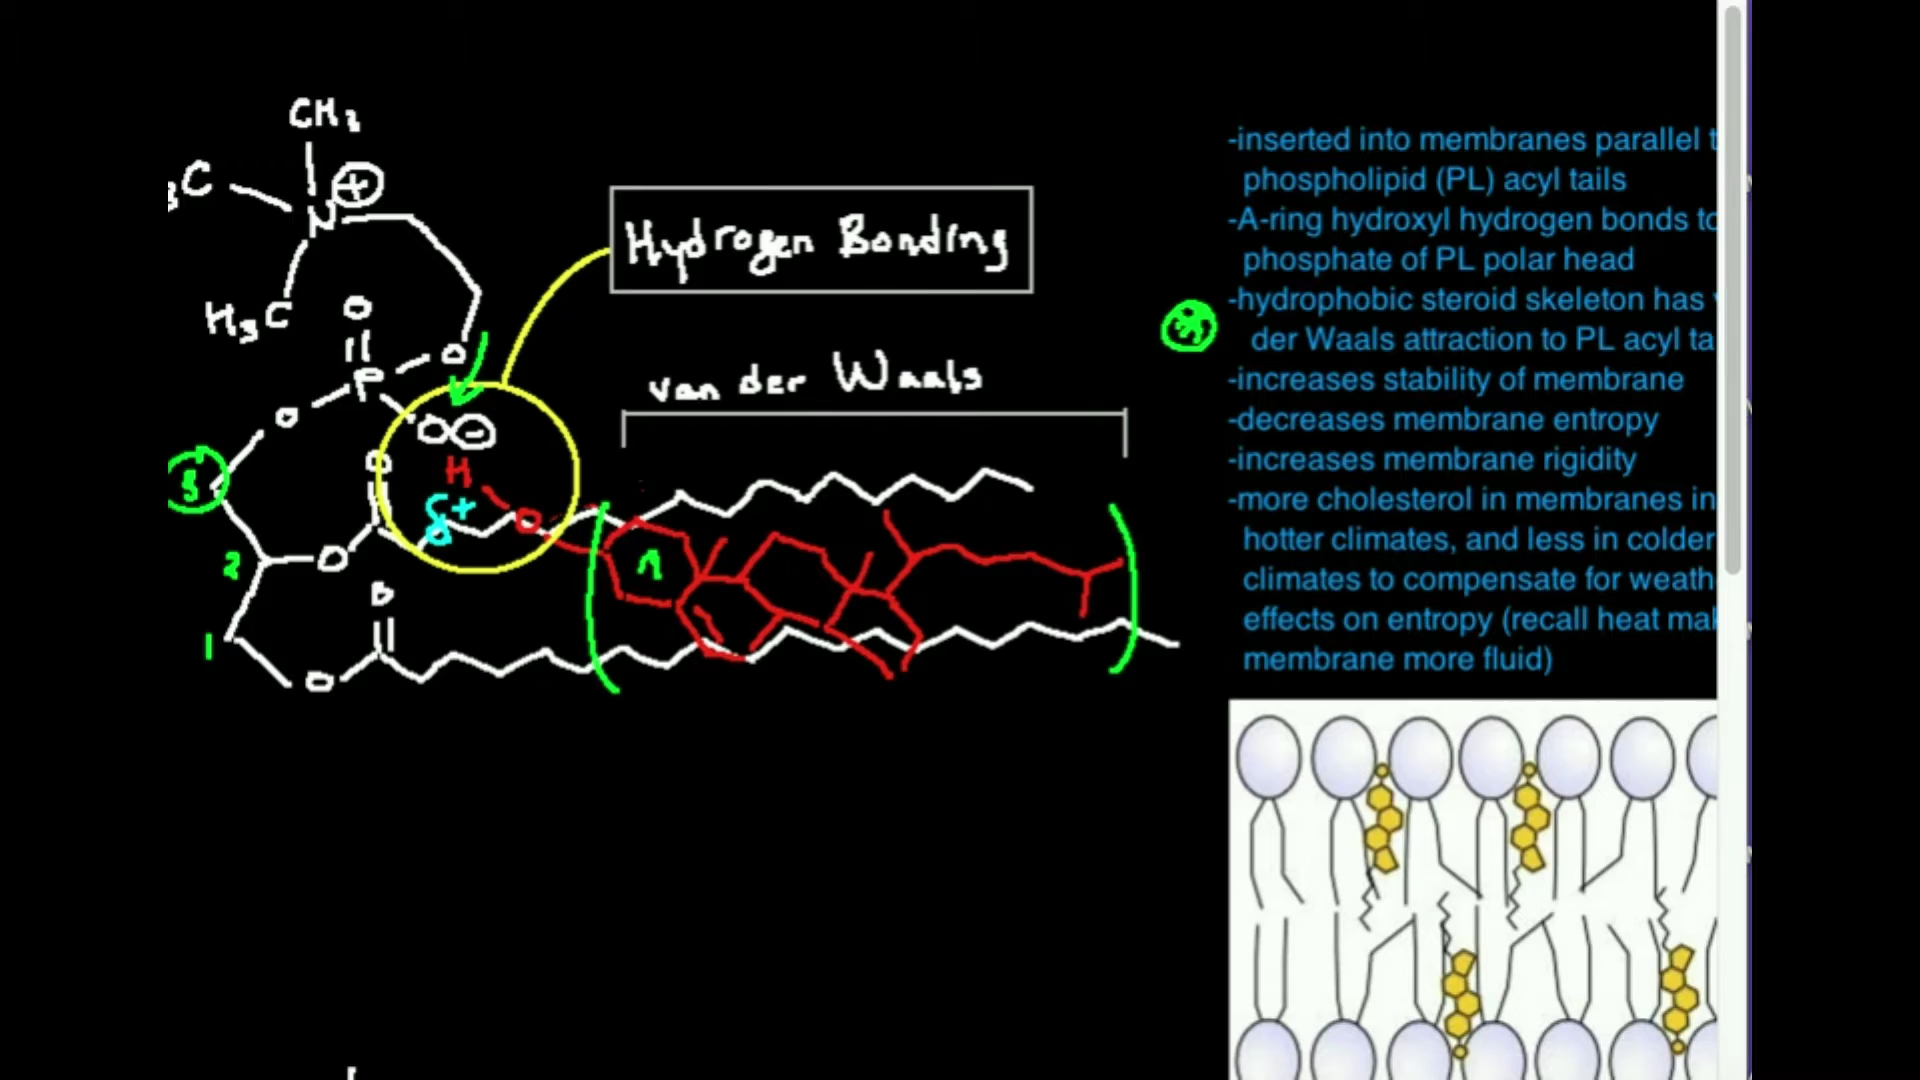 CH3
3C
N
+
H3C
O
P
O
O
O -
O
H
δ+
O
3
2
O
1
O
O
A
Hydrogen Bonding
van der Waals
-inserted into membranes parallel t
phospholipid (PL) acyl tails
-A-ring hydroxyl hydrogen bonds to
phosphate of PL polar head
-hydrophobic steroid skeleton has
der Waals attraction to PL acyl ta
-increases stability of membrane
-decreases membrane entropy
-increases membrane rigidity
-more cholesterol in membranes in
hotter climates, and less in colder
climates to compensate for weath
effects on entropy (recall heat mak
membrane more fluid)